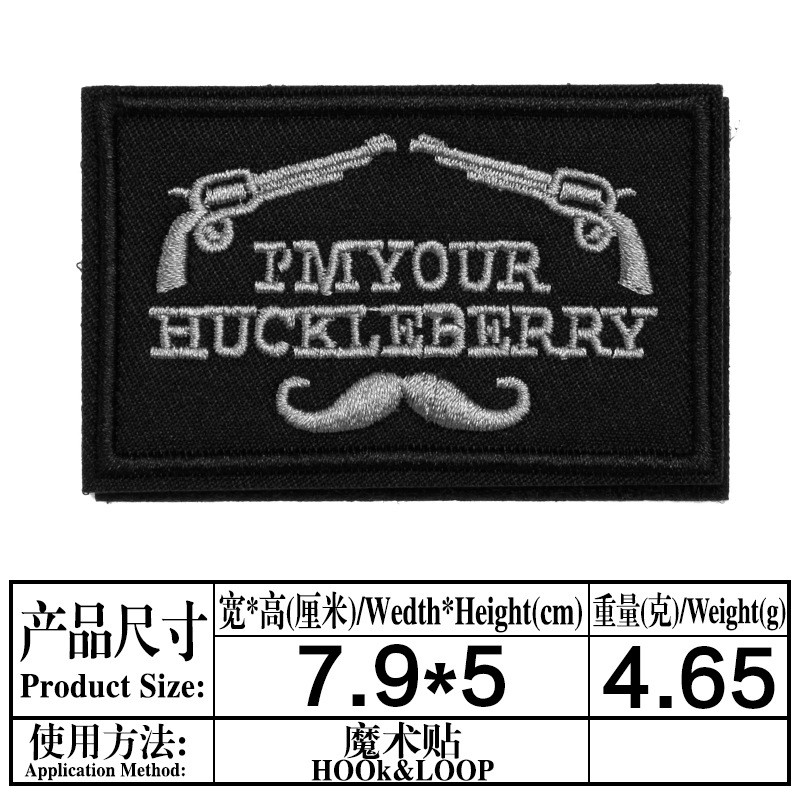 I'M YOUR
HUCKLEBERRY
产品尺寸
Product Size:
宽*高(厘米)/Wedth*Height(cm)
7.9*5
重量(克)/Weight(g)
4.65
使用方法:
Application Method:
魔术贴
HOOk&LOOP